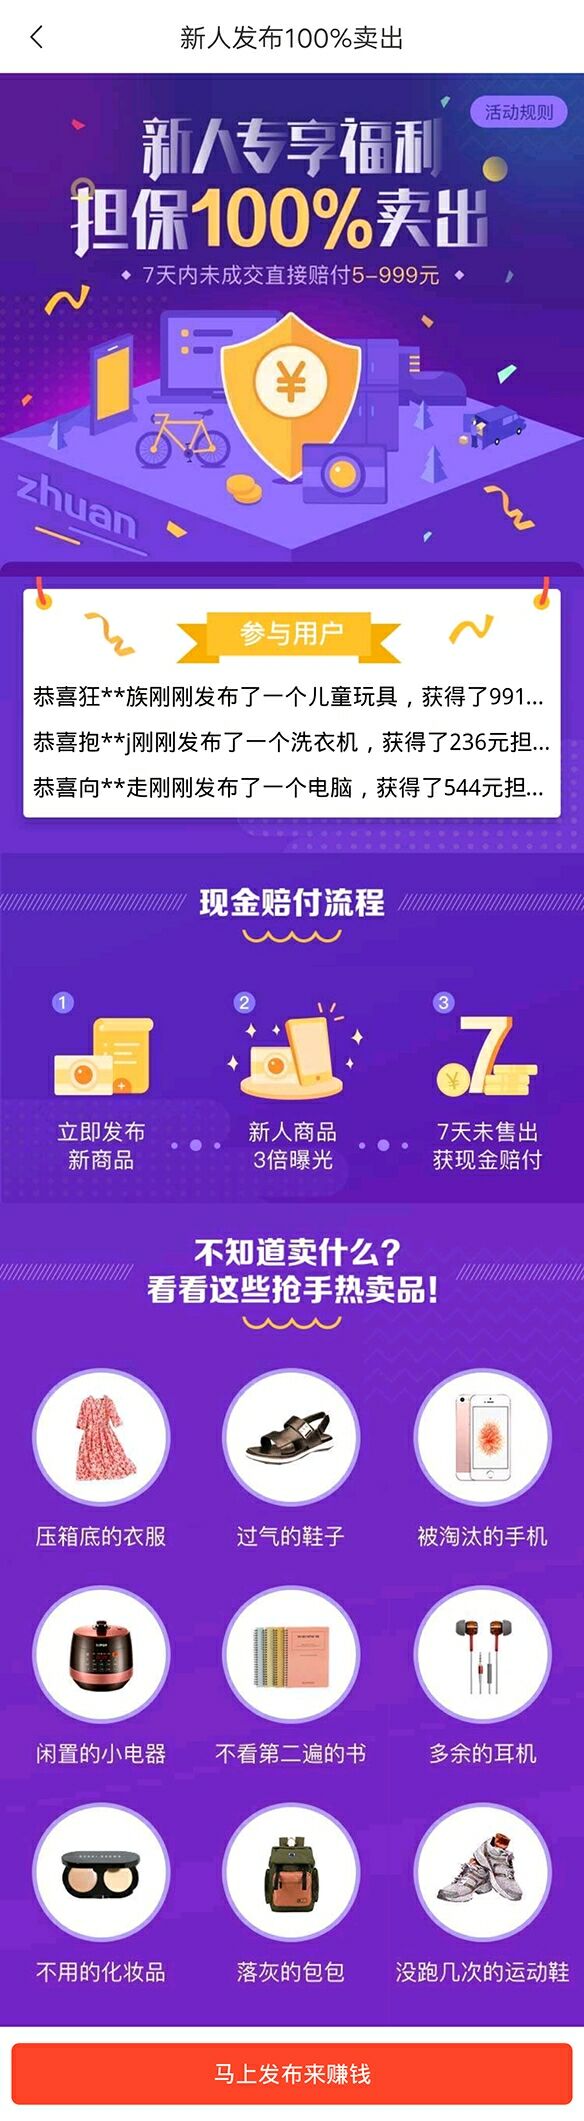 新人发布100%卖出
活动规则
新人专享福利
担保100%卖出
7天内未成交直接赔付5-999元
zhuan
参与用户
恭喜狂**族刚刚发布了一个儿童玩具，获得了991...
恭喜抱**j刚刚发布了一个洗衣机，获得了236元担...
恭喜向**走刚刚发布了一个电脑，获得了544元担...
现金赔付流程
1
2
3
7
立即发布
新商品
新人商品
3倍曝光
7天未售出
获现金赔付
不知道卖什么?
看看这些抢手热卖品!
压箱底的衣服
过气的鞋子
被淘汰的手机
闲置的小电器
不看第二遍的书
多余的耳机
不用的化妆品
落灰的包包
没跑几次的运动鞋
马上发布来赚钱